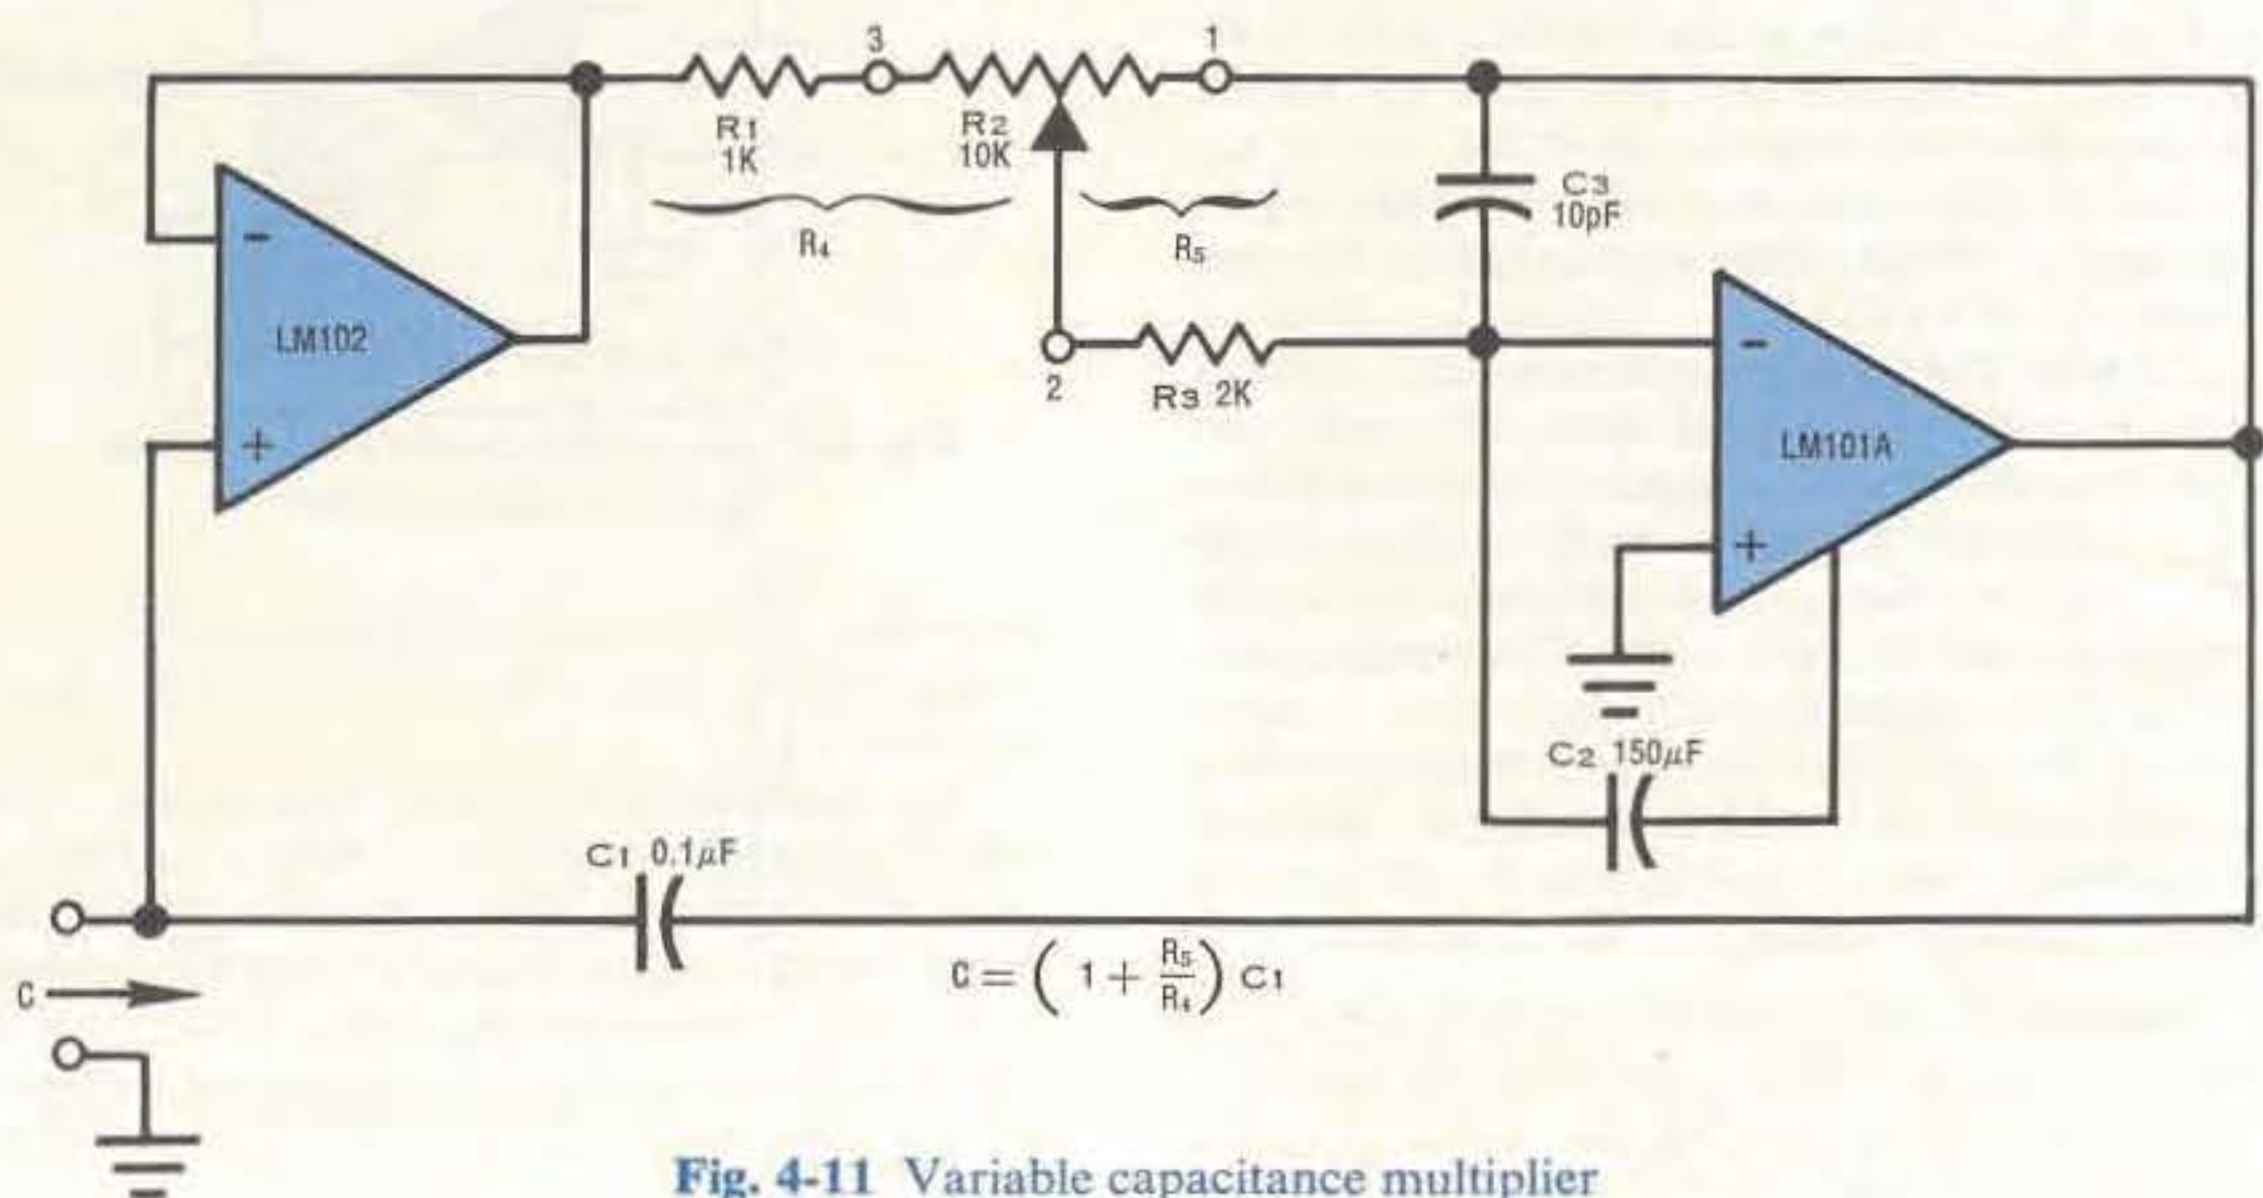 3
1
R1
1K
R2
10K
R4
R5
C3
10pF
-
LM102
+
2
R3 2K
-
LM101A
+
C2 150μF
C1 0.1μF
C = ( 1 + R5/R4 ) C1
C
Fig. 4-11 Variable capacitance multiplier